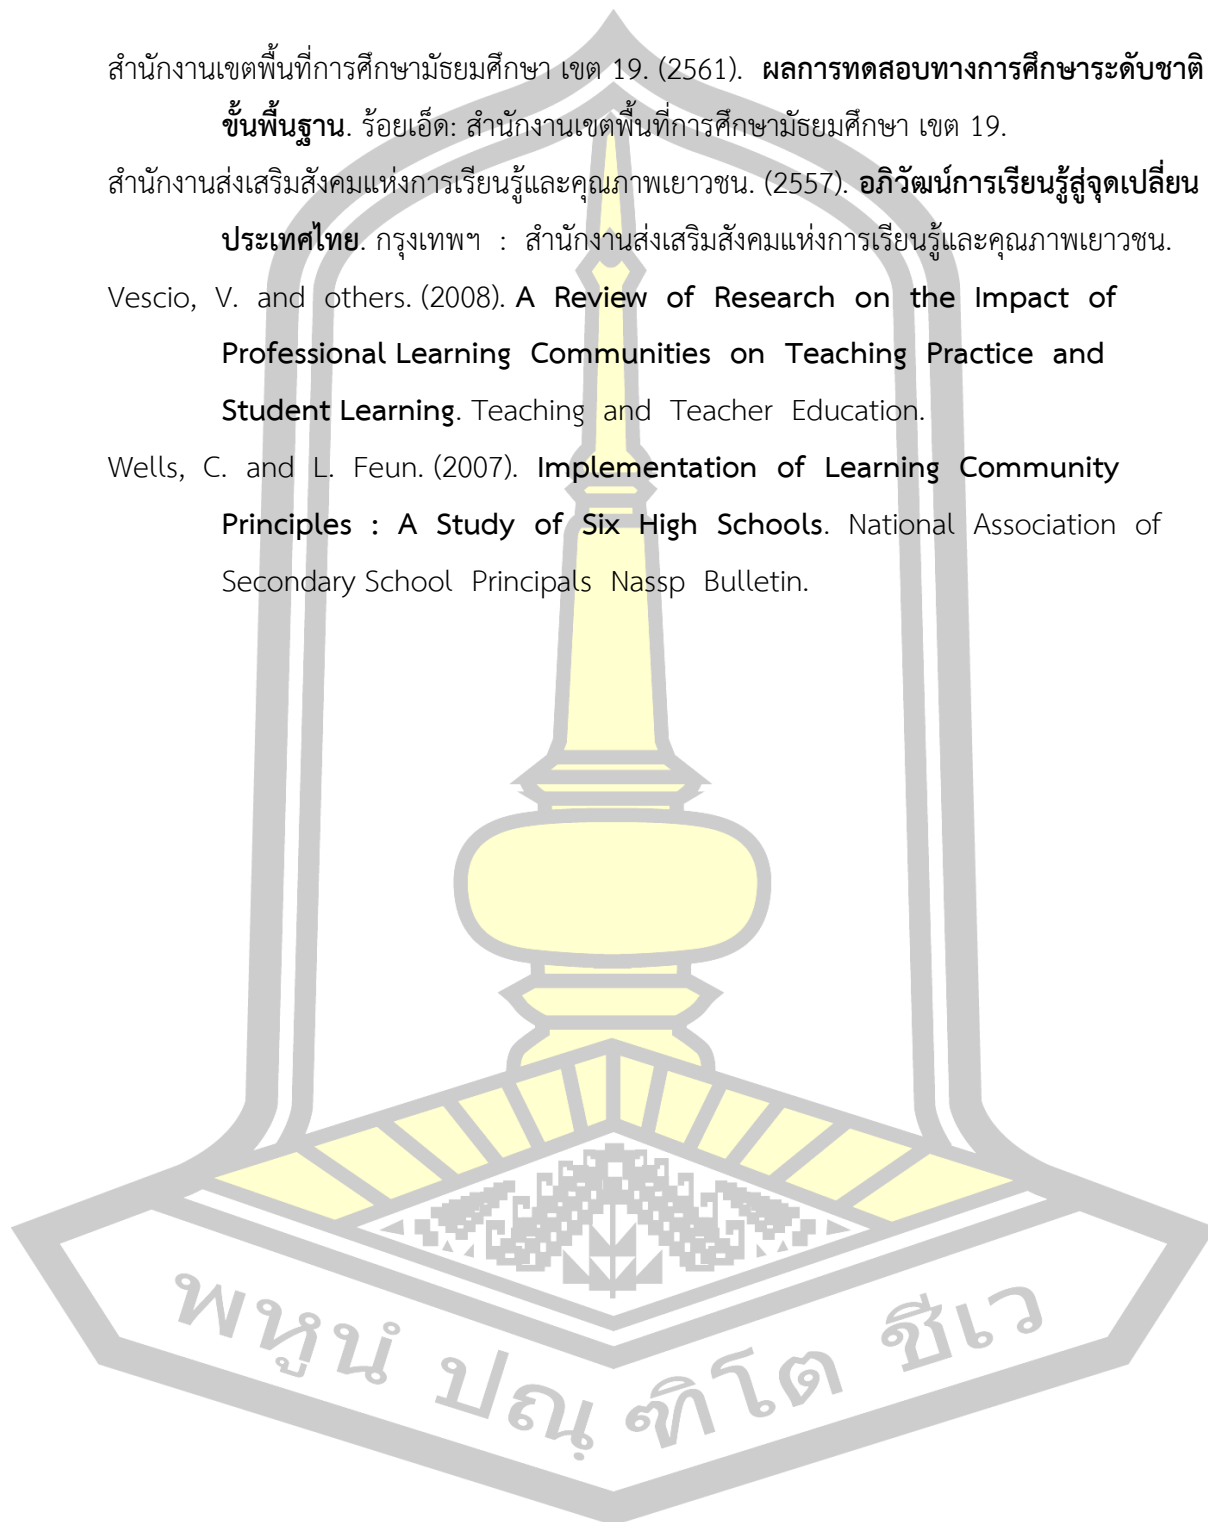 สำนักงานเขตพื้นที่การศึกษามัธยมศึกษา เขต 19. (2561). ผลการทดสอบทางการศึกษาระดับชาติ
ขั้นพื้นฐาน. ร้อยเอ็ด: สำนักงานเขตพื้นที่การศึกษามัธยมศึกษา เขต 19.
สำนักงานส่งเสริมสังคมแห่งการเรียนรู้และคุณภาพเยาวชน. (2557). อภิวัฒน์การเรียนรู้สู่จุดเปลี่ยน
ประเทศไทย. กรุงเทพฯ : สำนักงานส่งเสริมสังคมแห่งการเรียนรู้และคุณภาพเยาวชน.
Vescio, V. and others. (2008). A Review of Research on the Impact of
Professional Learning Communities on Teaching Practice and
Student Learning. Teaching and Teacher Education.
Wells, C. and L. Feun. (2007). Implementation of Learning Community
Principles : A Study of Six High Schools. National Association of
Secondary School Principals Nassp Bulletin.
พหูนํ ปณฺฑิโต ชีเว